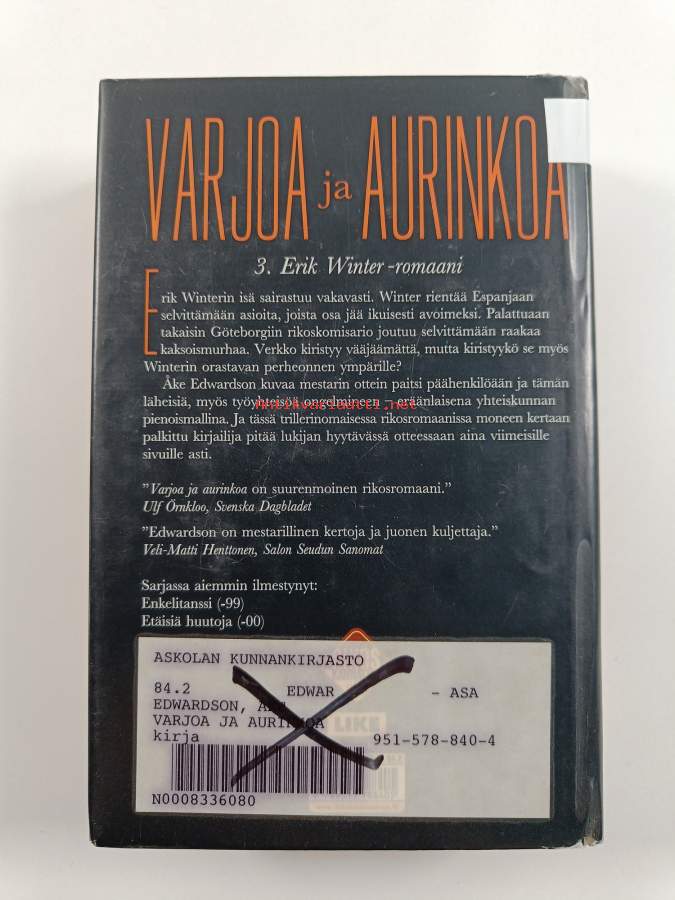 VARJOA ja AURINKOA
3. Erik Winter -romaani
Erik Winterin isä sairastuu vakavasti. Winter rientää Espanjaan
selvittämään asioita, joista osa jää ikuisesti avoimeksi. Palattuaan
takaisin Göteborgiin rikoskomisario joutuu selvittämään raakaa
kaksoismurhaa. Verkko kiristyy vääjäämättä, mutta kiristyykö se myös
Winterin orastavan perheonnen ympärille?
Åke Edwardson kuvaa mestarin ottein paitsi päähenkilöään ja tämän
läheisiä, myös työyhteisöä ongelmineen – eräänlaisena yhteiskunnan
Antikvariaatti.net
pienoismallina. Ja tässä trillerinomaisessa rikosromaanissa moneen kertaan
palkittu kirjailija pitää lukijan hyytävässä otteessaan aina viimeisille
sivuille asti.
”Varjoa ja aurinkoa on suurenmoinen rikosromaani.”
Ulf Örnkloo, Svenska Dagbladet
”Edwardson on mestarillinen kertoja ja juonen kuljettaja.”
Veli-Matti Henttonen, Salon Seudun Sanomat
Sarjassa aiemmin ilmestynyt:
Enkelitanssi (-99)
Etäisiä huutoja (-00)
ASKOLAN KUNNANKIRJASTO
84.2 EDWAR - ASA
EDWARDSON,
VARJOA JA AURINKOA
LIKE
kirja 951-578-840-4
N0008336080